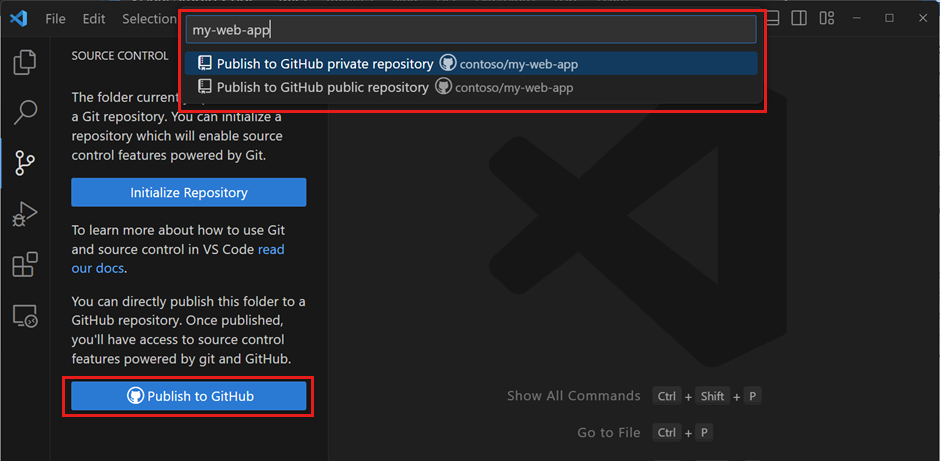 File Edit Selection
my-web-app
Publish to GitHub private repository contoso/my-web-app
Publish to GitHub public repository contoso/my-web-app
SOURCE CONTROL
The folder currently
a Git repository. You can initialize a
repository which will enable source
control features powered by Git.
Initialize Repository
To learn more about how to use Git
and source control in VS Code read
our docs.
You can directly publish this folder to a
GitHub repository. Once published,
you'll have access to source control
features powered by git and GitHub.
Publish to GitHub
Show All Commands Ctrl + Shift + P
Go to File Ctrl + P